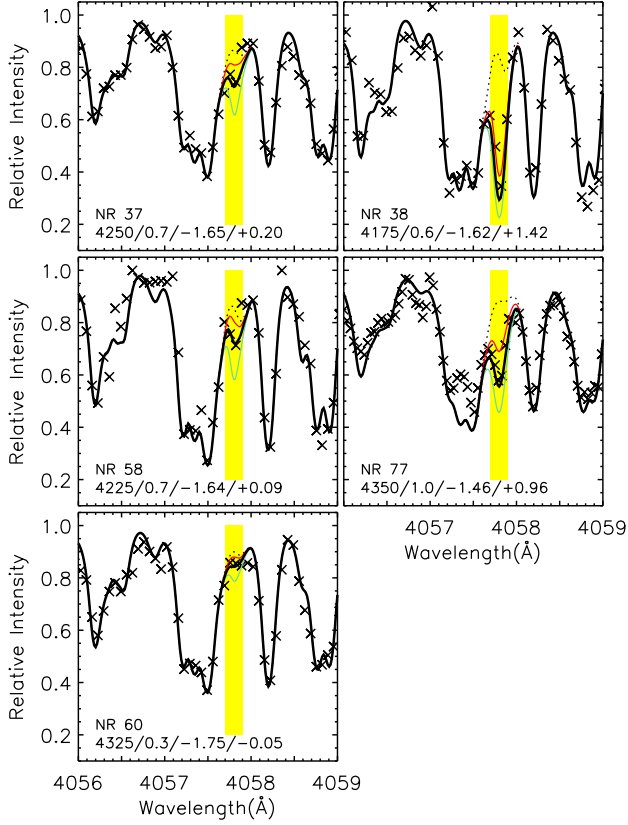 1.0
0.8
0.6
0.4
0.2
Relative Intensity
NR 37
4250/0.7/−1.65/+0.20
NR 38
4175/0.6/−1.62/+1.42
1.0
0.8
0.6
0.4
0.2
Relative Intensity
NR 58
4225/0.7/−1.64/+0.09
NR 77
4350/1.0/−1.46/+0.96
4057 4058 4059
Wavelength(Å)
1.0
0.8
0.6
0.4
0.2
Relative Intensity
NR 60
4325/0.3/−1.75/−0.05
4056 4057 4058 4059
Wavelength(Å)